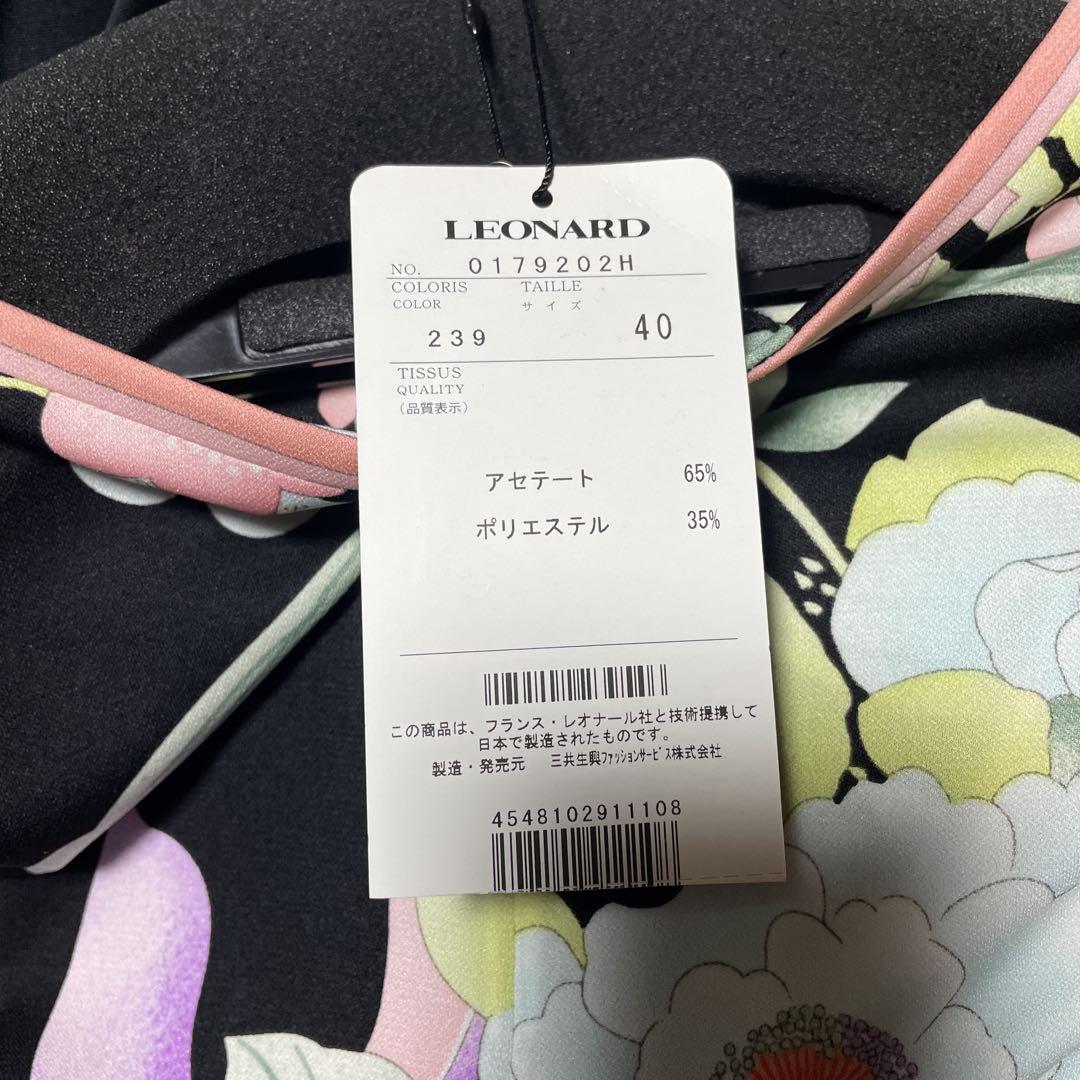 LEONARD
NO. 0179202H
COLORIS TAILLE
COLOR サイズ
239 40
TISSUS
QUALITY
(品質表示)
アセテート 65%
ポリエステル 35%
この商品は、フランス・レオナール社と技術提携して
日本で製造されたものです。
製造・発売元 三共生興ﾌｧｯｼｮﾝｻｰﾋﾞｽ株式会社
4548102911108